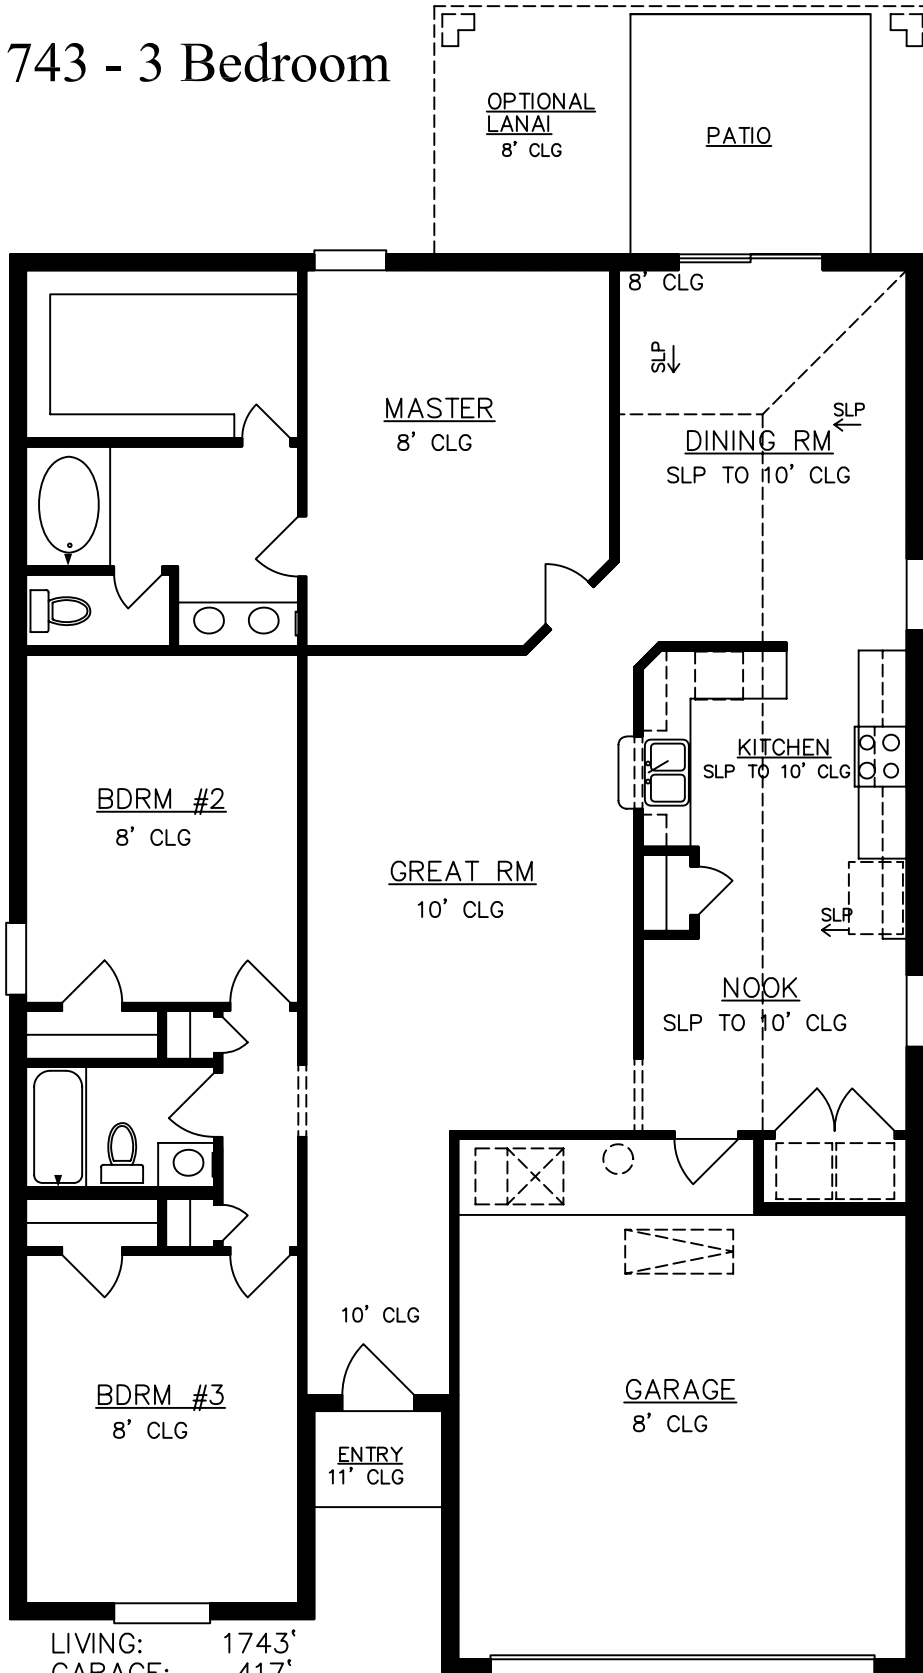 743 - 3 Bedroom
OPTIONAL
LANAI
8' CLG
PATIO
8' CLG
SLP
MASTER
8' CLG
SLP
DINING RM
SLP TO 10' CLG
KITCHEN
SLP TO 10' CLG
BDRM #2
8' CLG
GREAT RM
10' CLG
SLP
NOOK
SLP TO 10' CLG
10' CLG
BDRM #3
8' CLG
GARAGE
8' CLG
ENTRY
11' CLG
LIVING: 1743'
GARAGE: 417'